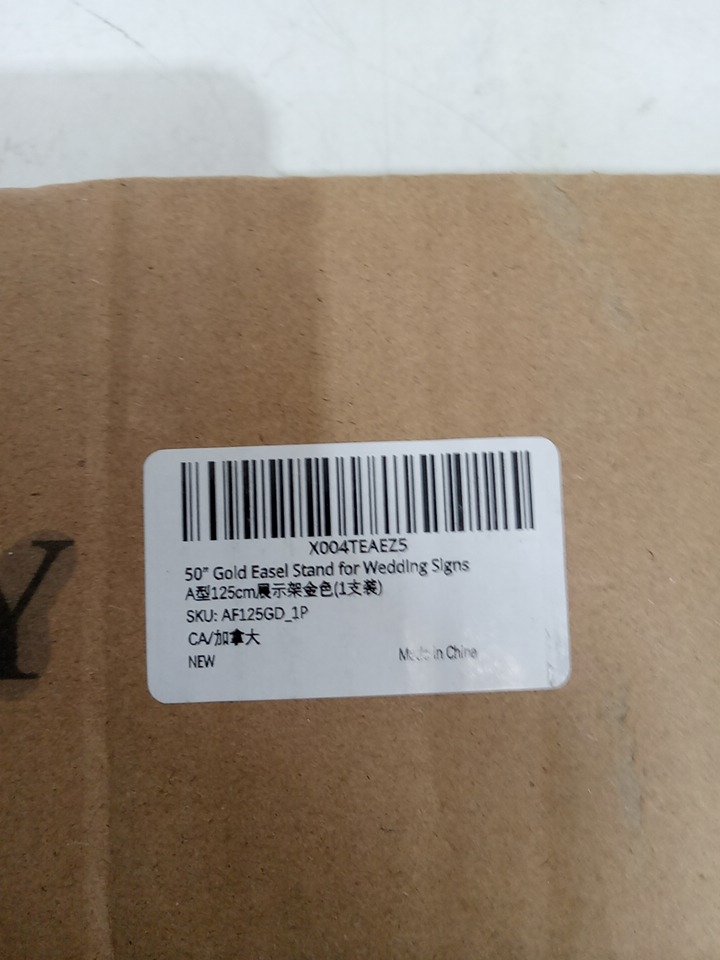 X004TEAEZ5
50" Gold Easel Stand for Wedding Signs
A型125cm展示架金色(1支装)
SKU: AF125GD_1P
CA/加拿大
NEW
Made in China
Y